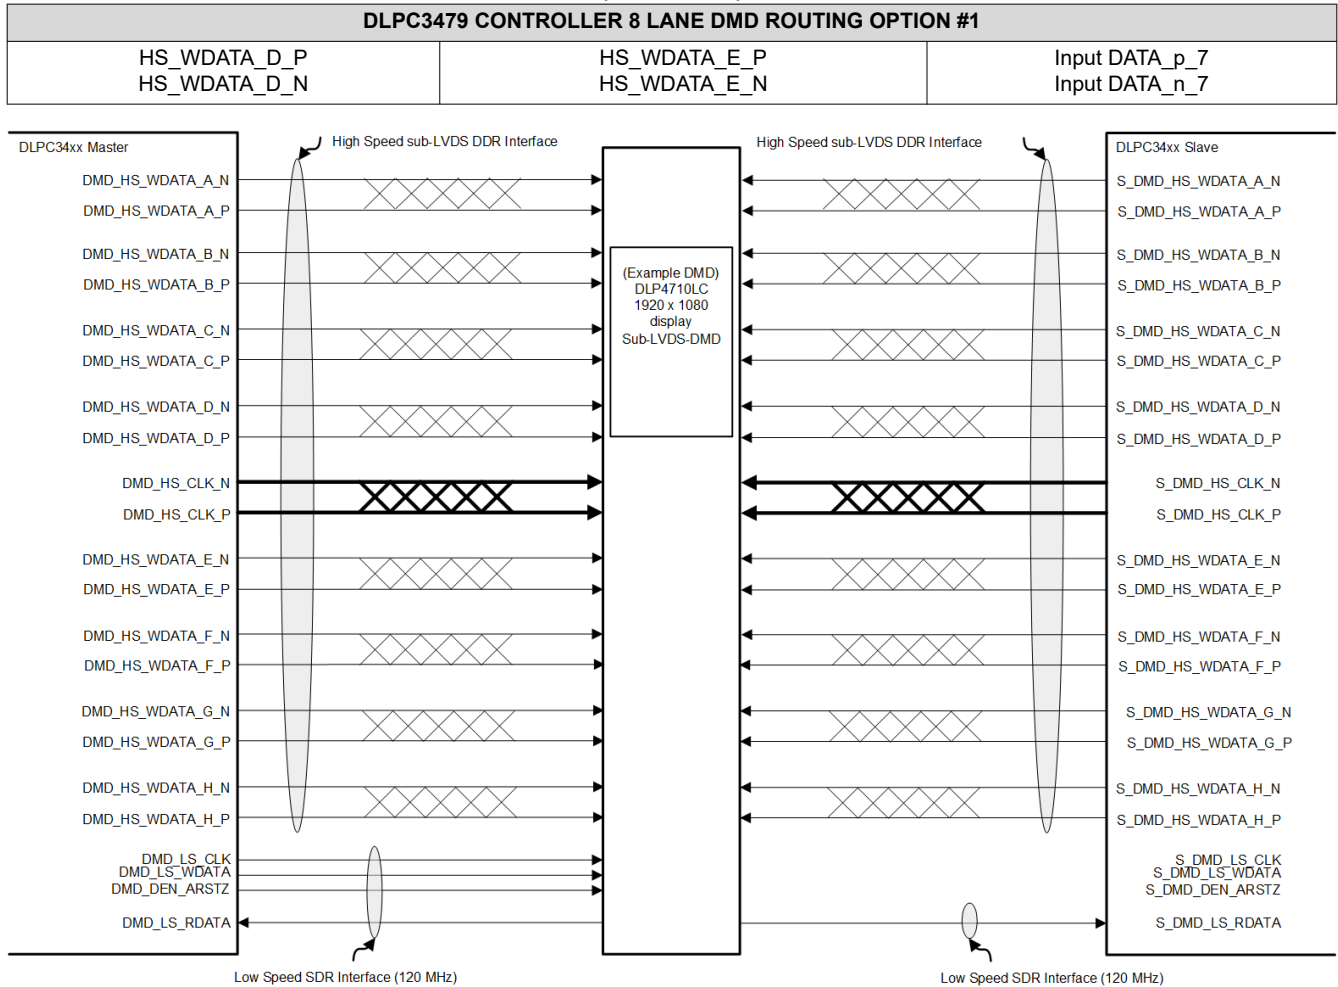 DLPC3479 CONTROLLER 8 LANE DMD ROUTING OPTION #1
HS_WDATA_D_P
HS_WDATA_D_N
HS_WDATA_E_P
HS_WDATA_E_N
Input DATA_p_7
Input DATA_n_7
DLPC34xx Master
High Speed sub-LVDS DDR Interface
DMD_HS_WDATA_A_N
DMD_HS_WDATA_A_P
DMD_HS_WDATA_B_N
DMD_HS_WDATA_B_P
DMD_HS_WDATA_C_N
DMD_HS_WDATA_C_P
DMD_HS_WDATA_D_N
DMD_HS_WDATA_D_P
DMD_HS_CLK_N
DMD_HS_CLK_P
DMD_HS_WDATA_E_N
DMD_HS_WDATA_E_P
DMD_HS_WDATA_F_N
DMD_HS_WDATA_F_P
DMD_HS_WDATA_G_N
DMD_HS_WDATA_G_P
DMD_HS_WDATA_H_N
DMD_HS_WDATA_H_P
DMD_LS_CLK
DMD_LS_WDATA
DMD_DEN_ARSTZ
DMD_LS_RDATA
Low Speed SDR Interface (120 MHz)
(Example DMD)
DLP4710LC
1920 x 1080
display
Sub-LVDS-DMD
High Speed sub-LVDS DDR Interface
DLPC34xx Slave
S_DMD_HS_WDATA_A_N
S_DMD_HS_WDATA_A_P
S_DMD_HS_WDATA_B_N
S_DMD_HS_WDATA_B_P
S_DMD_HS_WDATA_C_N
S_DMD_HS_WDATA_C_P
S_DMD_HS_WDATA_D_N
S_DMD_HS_WDATA_D_P
S_DMD_HS_CLK_N
S_DMD_HS_CLK_P
S_DMD_HS_WDATA_E_N
S_DMD_HS_WDATA_E_P
S_DMD_HS_WDATA_F_N
S_DMD_HS_WDATA_F_P
S_DMD_HS_WDATA_G_N
S_DMD_HS_WDATA_G_P
S_DMD_HS_WDATA_H_N
S_DMD_HS_WDATA_H_P
S_DMD_LS_CLK
S_DMD_LS_WDATA
S_DMD_DEN_ARSTZ
S_DMD_LS_RDATA
Low Speed SDR Interface (120 MHz)